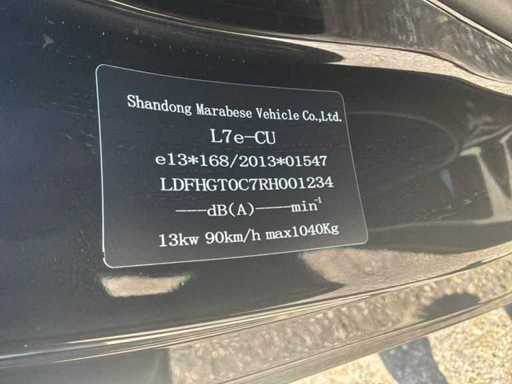 Shandong Marabese Vehicle Co.,Ltd.
L7e-CU
e13*168/2013*01547
LDFHGT0C7RH001234
——dB(A)——min⁻¹
13kw 90km/h max1040Kg